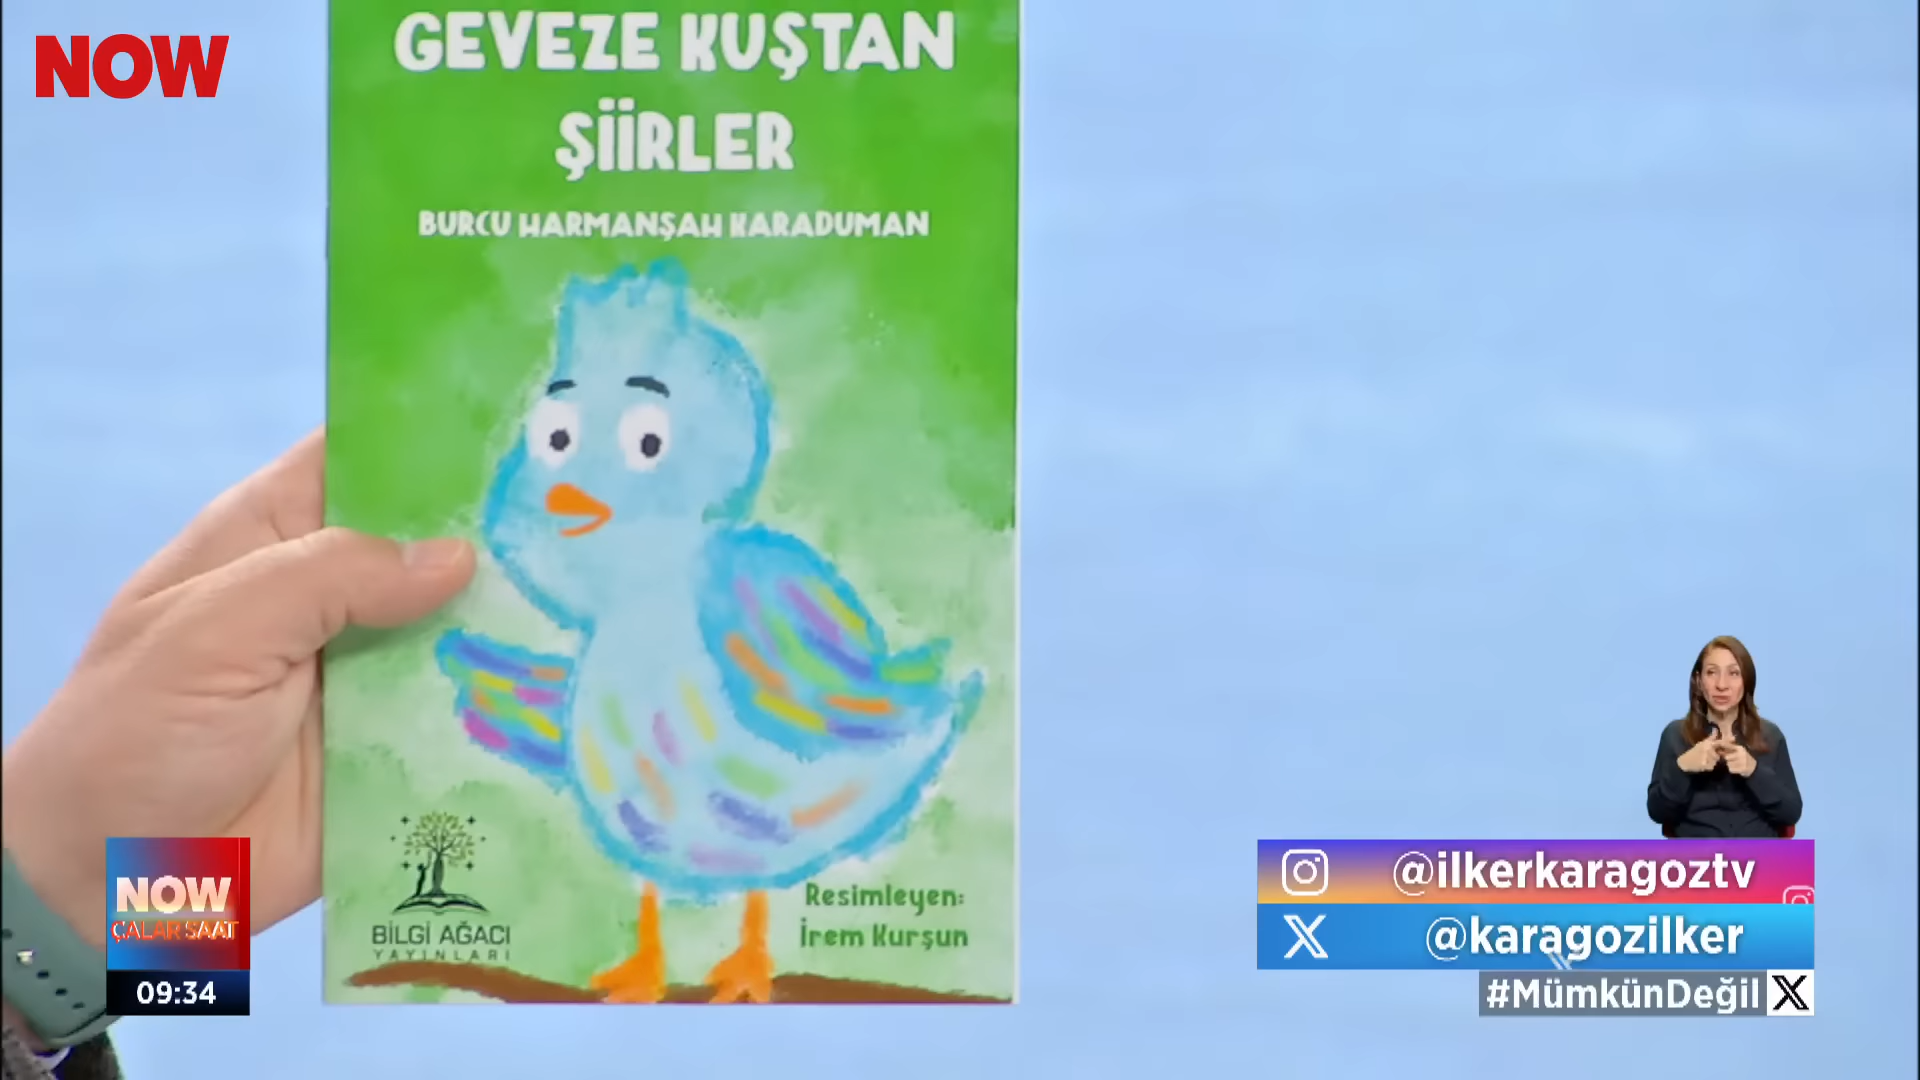 NOW
GEVEZE KUŞTAN
ŞİİRLER
BURCU HARMANŞAH KARADUMAN
BİLGİ AĞACI
YAYINLARI
Resimleyen:
İrem Kurşun
NOW
ÇALAR SAAT
09:34
@ilkerkaragoztv
@karagozilker
#MümkünDeğil